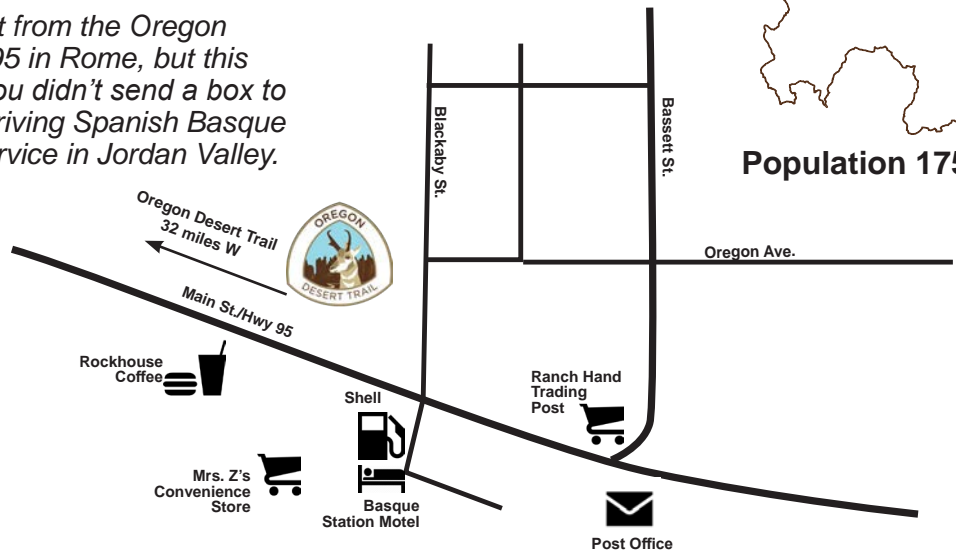 t from the Oregon
95 in Rome, but this
ou didn't send a box to
riving Spanish Basque
rvice in Jordan Valley.
Population 175
Blackaby St.
Bassett St.
Oregon Ave.
Oregon Desert Trail
32 miles W
OREGON
DESERT TRAIL
Main St./Hwy 95
Rockhouse
Coffee
Shell
Ranch Hand
Trading
Post
Mrs. Z's
Convenience
Store
Basque
Station Motel
Post Office